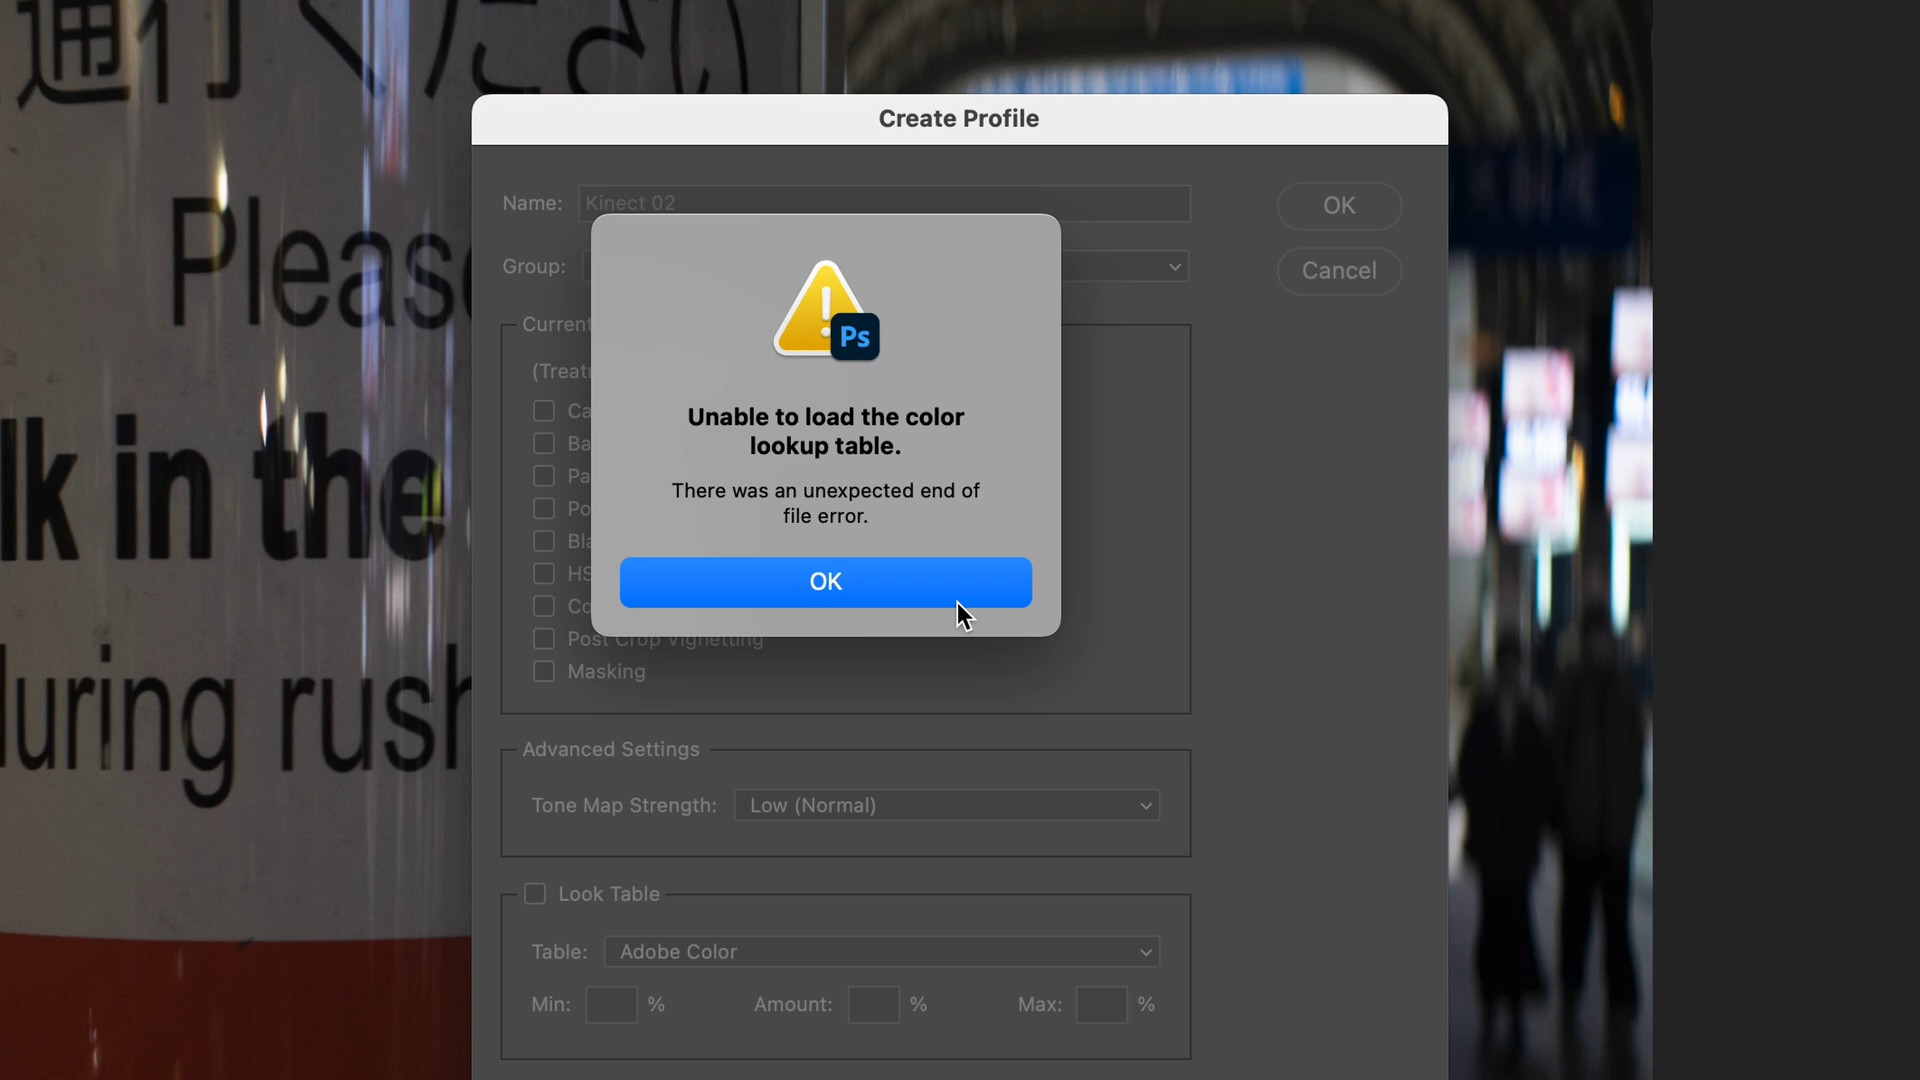 通行ください
Please
lk in the
during rush
Create Profile
Name: Kinect 02
OK
Group:
Cancel
Current
(Treat
Ca
Ba
Pa
Po
Bla
HS
Co
Post Crop Vignetting
Masking
Ps
Unable to load the color
lookup table.
There was an unexpected end of
file error.
OK
Advanced Settings
Tone Map Strength: Low (Normal)
Look Table
Table: Adobe Color
Min: % Amount: % Max: %